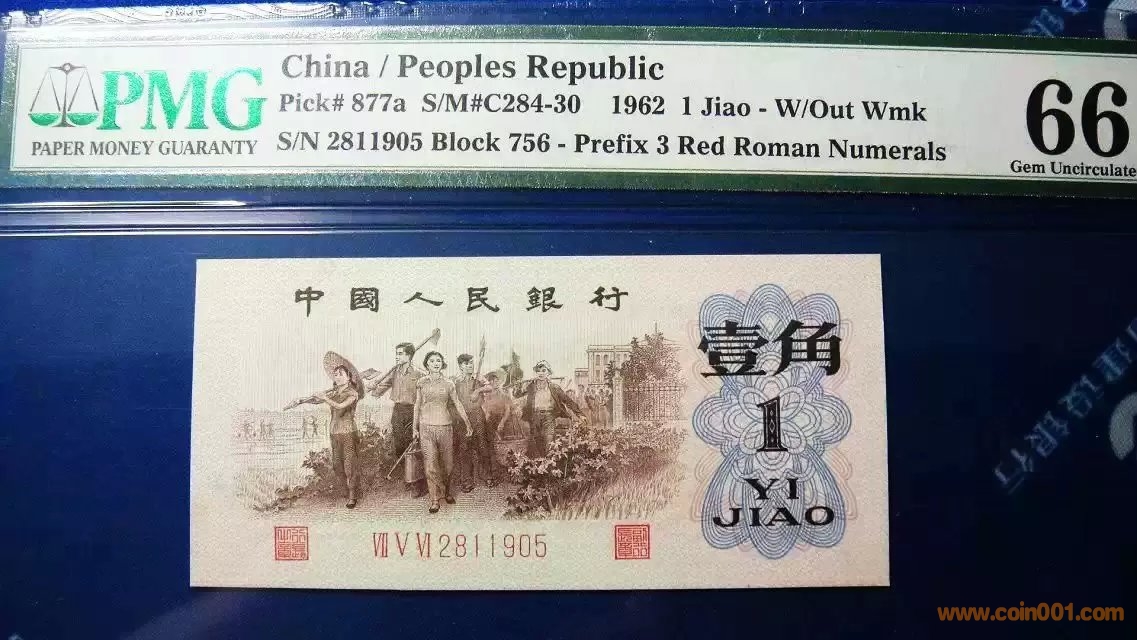 PMG
PAPER MONEY GUARANTY
China / Peoples Republic
Pick# 877a S/M#C284-30 1962 1 Jiao - W/Out Wmk
S/N 2811905 Block 756 - Prefix 3 Red Roman Numerals
66
Gem Uncirculate
中國人民銀行
壹角
1
YI
JIAO
VII V VI 2811905
www.coin001.com